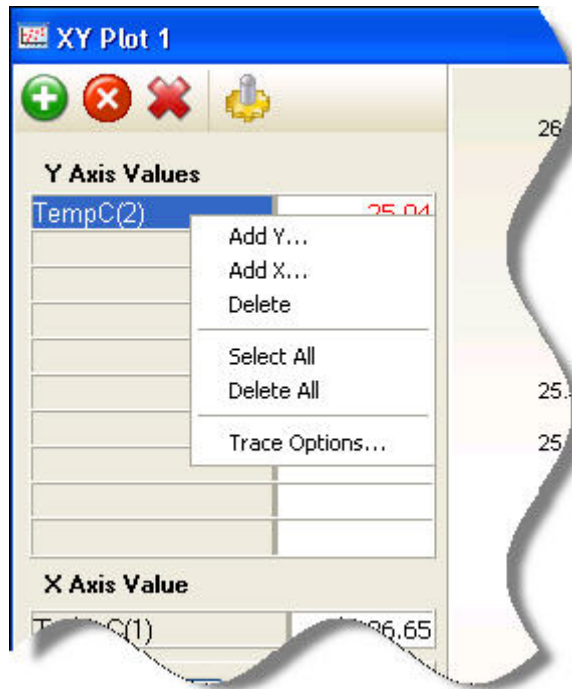 XY Plot 1
26
Y Axis Values
TempC(2) 25.04
Add Y...
Add X...
Delete
Select All
Delete All
25.
Trace Options...
25
X Axis Value
C(1) 26.65